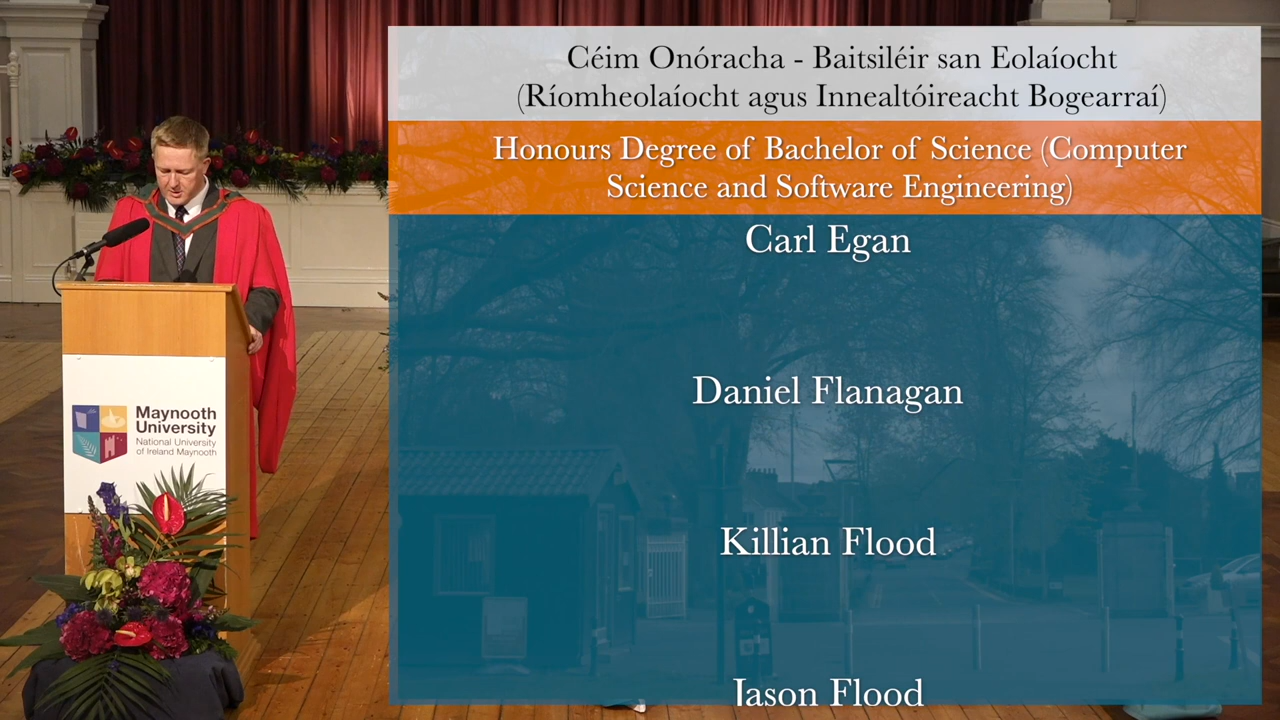 Céim Onóracha - Baitsiléir san Eolaíocht
(Ríomheolaíocht agus Innealtóireacht Bogearraí)
Honours Degree of Bachelor of Science (Computer
Science and Software Engineering)
Carl Egan
Daniel Flanagan
Killian Flood
Jason Flood
Maynooth
University
National University
of Ireland Maynooth